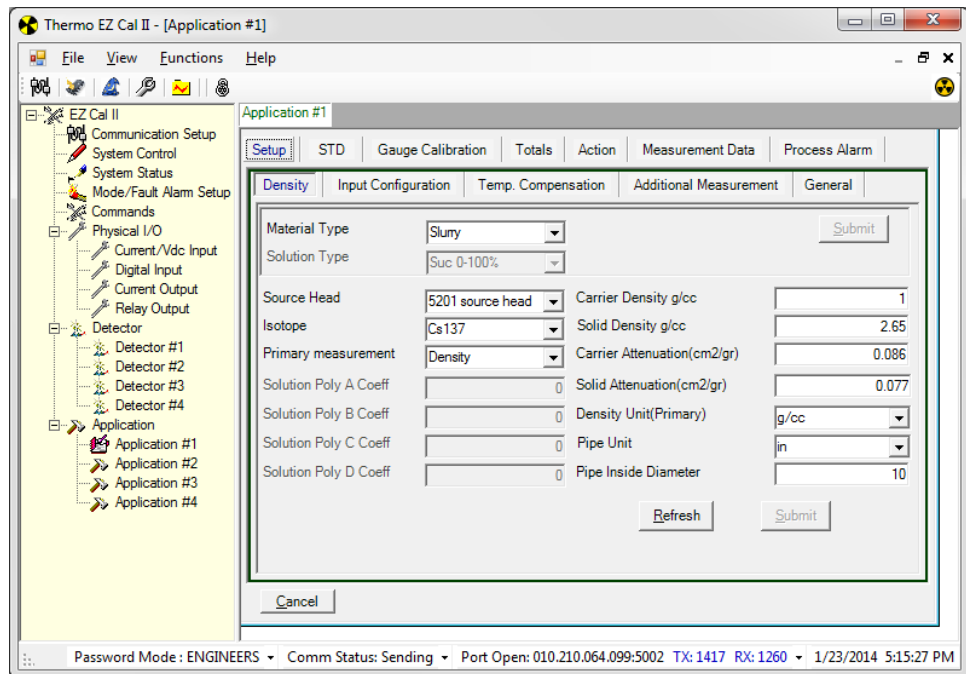 Thermo EZ Cal II - [Application #1]
File View Functions Help
EZ Cal II
Communication Setup
System Control
System Status
Mode/Fault Alarm Setup
Commands
Physical I/O
Current/Vdc Input
Digital Input
Current Output
Relay Output
Detector
Detector #1
Detector #2
Detector #3
Detector #4
Application
Application #1
Application #2
Application #3
Application #4
Application #1
Setup STD Gauge Calibration Totals Action Measurement Data Process Alarm
Density Input Configuration Temp. Compensation Additional Measurement General
Material Type Slurry Submit
Solution Type Suc 0-100%
Source Head 5201 source head Carrier Density g/cc 1
Isotope Cs137 Solid Density g/cc 2.65
Primary measurement Density Carrier Attenuation(cm2/gr) 0.086
Solution Poly A Coeff 0 Solid Attenuation(cm2/gr) 0.077
Solution Poly B Coeff 0 Density Unit(Primary) g/cc
Solution Poly C Coeff 0 Pipe Unit in
Solution Poly D Coeff 0 Pipe Inside Diameter 10
Refresh Submit
Cancel
Password Mode : ENGINEERS Comm Status: Sending Port Open: 010.210.064.099:5002 TX: 1417 RX: 1260 1/23/2014 5:15:27 PM